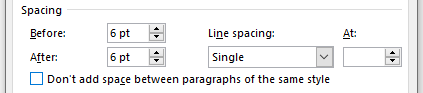 Spacing
Before: 6 pt Line spacing: At:
After: 6 pt Single
Don't add space between paragraphs of the same style